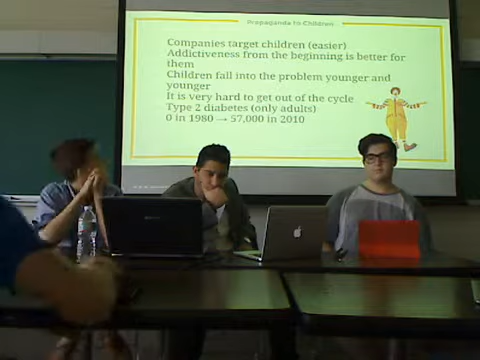 Propaganda to Children
Companies target children (easier)
Addictiveness from the beginning is better for
them
Children fall into the problem younger and
younger
It is very hard to get out of the cycle
Type 2 diabetes (only adults)
0 in 1980 → 57,000 in 2010